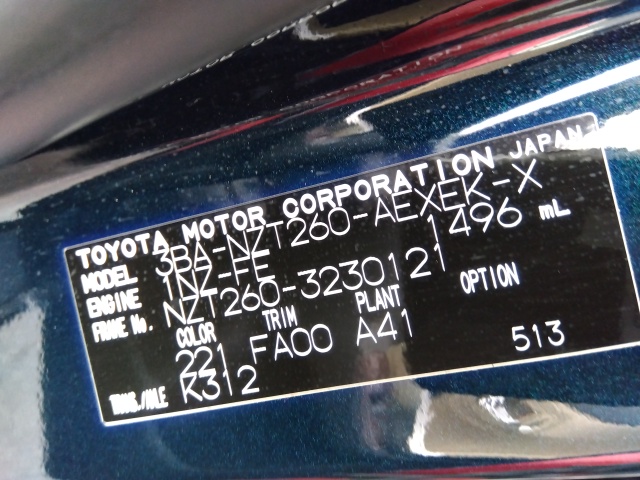 TOYOTA MOTOR CORPORATION JAPAN
MODEL 3BA-NZT260-AEXEK-X
ENGINE 1NZ-FE 1496 mL
FRAME No. NZT260-3230121
COLOR TRIM PLANT OPTION
221 FA00 A41
TRANS./AXLE K312 513